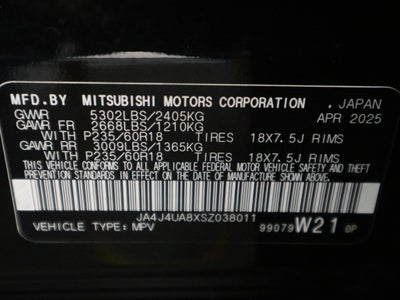 MFD.BY MITSUBISHI MOTORS CORPORATION , JAPAN
GVWR 5302LBS/2405KG APR 2025
GAWR FR 2668LBS/1210KG
WITH P235/60R18 TIRES 18X7.5J RIMS
GAWR RR 3009LBS/1365KG
WITH P235/60R18 TIRES 18X7.5J RIMS
THIS VEHICLE CONFORMS TO ALL APPLICABLE FEDERAL MOTOR VEHICLE SAFETY AND THEFT
PREVENTION STANDARDS IN EFFECT ON THE DATE OF MANUFACTURE SHOWN ABOVE.
JA4J4UA8XSZ038011
VEHICLE TYPE: MPV 99079 W21 0P